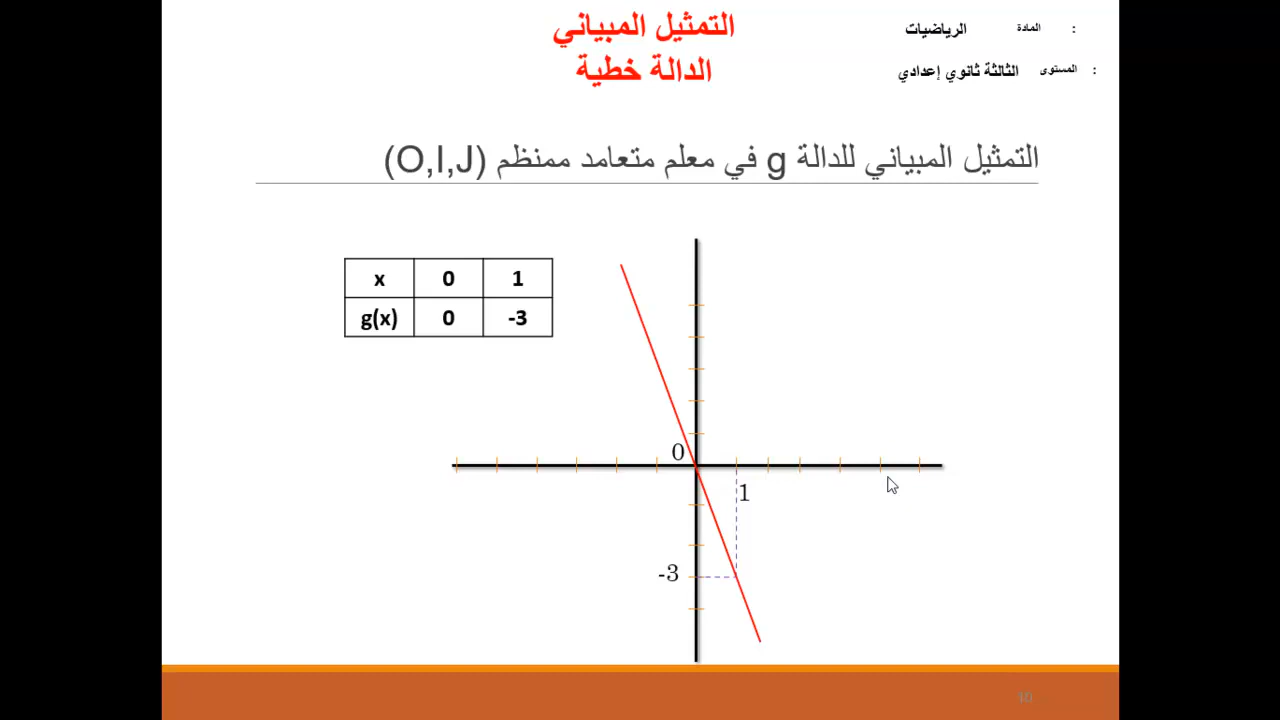 المادة : الرياضيات
المستوى : الثالثة ثانوي إعدادي
التمثيل المبياني
الدالة خطية
التمثيل المبياني للدالة g في معلم متعامد ممنظم (O,I,J)
x 0 1
g(x) 0 -3
0
1
-3
40